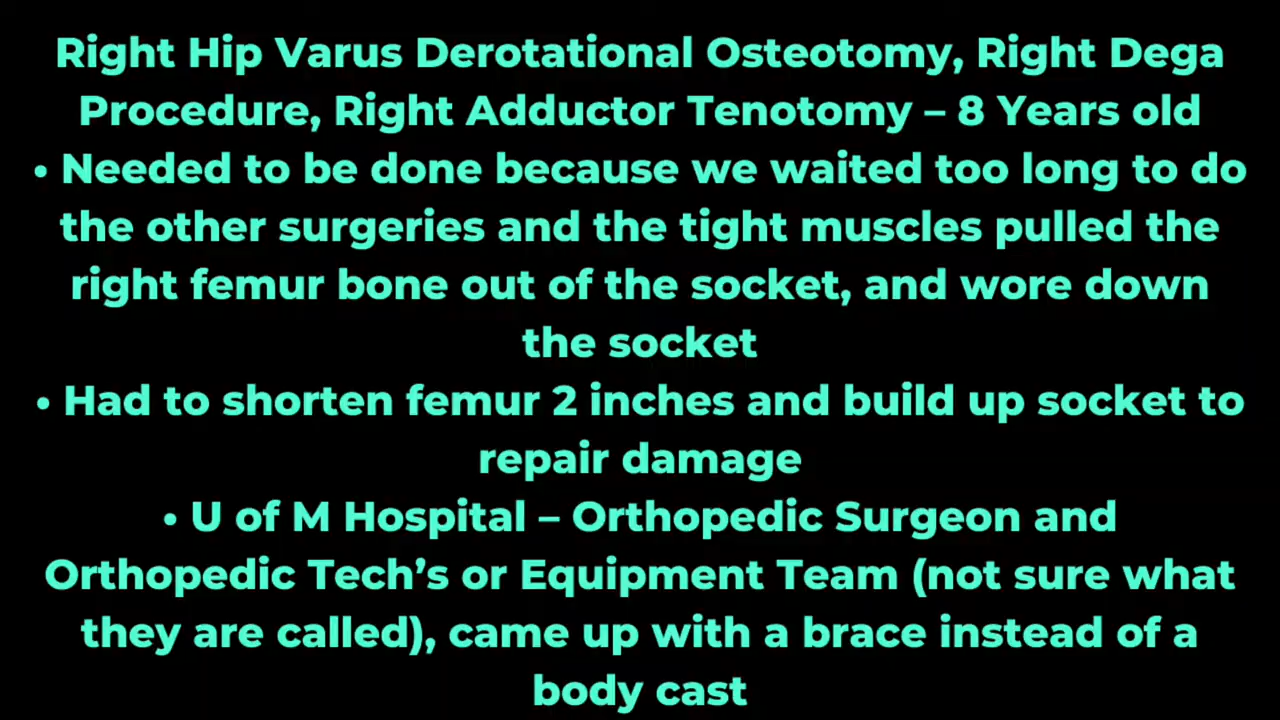 Right Hip Varus Derotational Osteotomy, Right Dega
Procedure, Right Adductor Tenotomy – 8 Years old
• Needed to be done because we waited too long to do
the other surgeries and the tight muscles pulled the
right femur bone out of the socket, and wore down
the socket
• Had to shorten femur 2 inches and build up socket to
repair damage
• U of M Hospital – Orthopedic Surgeon and
Orthopedic Tech’s or Equipment Team (not sure what
they are called), came up with a brace instead of a
body cast